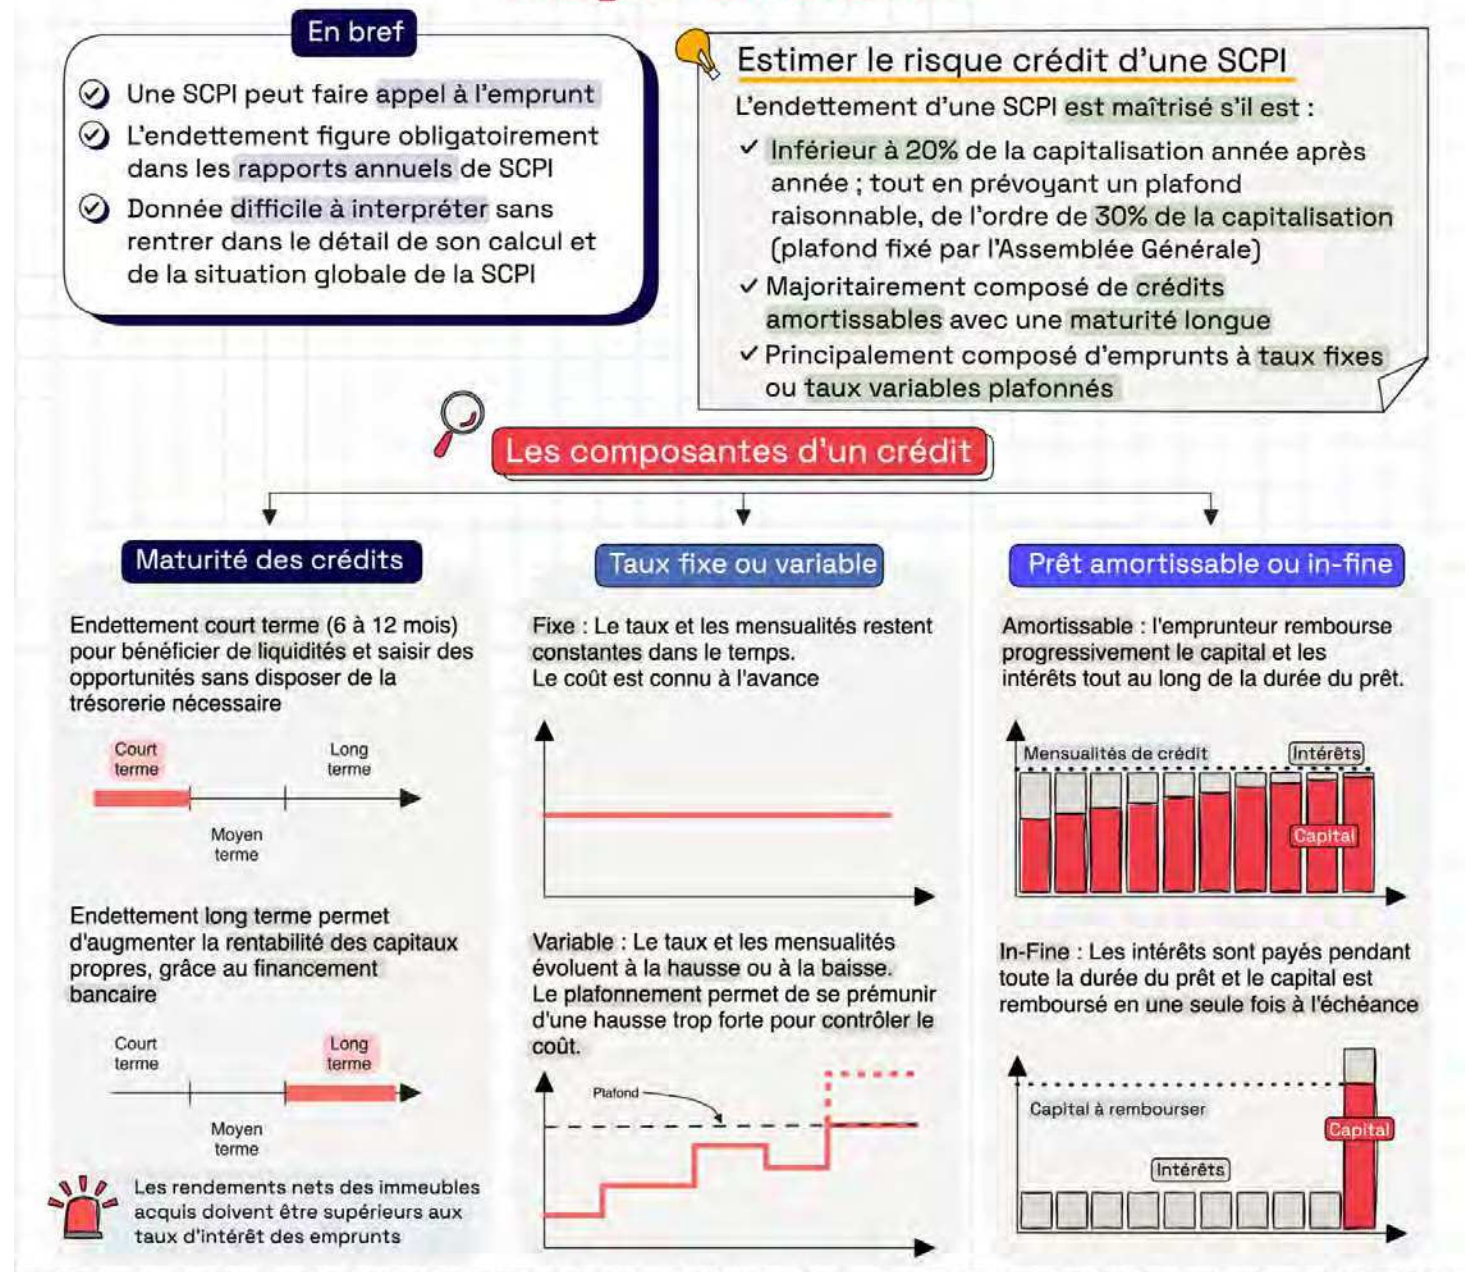 En bref
Une SCPI peut faire appel à l'emprunt
L'endettement figure obligatoirement
dans les rapports annuels de SCPI
Donnée difficile à interpréter sans
rentrer dans le détail de son calcul et
de la situation globale de la SCPI
Estimer le risque crédit d'une SCPI
L'endettement d'une SCPI est maîtrisé s'il est :
Inférieur à 20% de la capitalisation année après
année ; tout en prévoyant un plafond
raisonnable, de l'ordre de 30% de la capitalisation
(plafond fixé par l'Assemblée Générale)
Majoritairement composé de crédits
amortissables avec une maturité longue
Principalement composé d'emprunts à taux fixes
ou taux variables plafonnés
Les composantes d'un crédit
Maturité des crédits
Endettement court terme (6 à 12 mois)
pour bénéficier de liquidités et saisir des
opportunités sans disposer de la
trésorerie nécessaire
Court
terme
Long
terme
Moyen
terme
Endettement long terme permet
d'augmenter la rentabilité des capitaux
propres, grâce au financement
bancaire
Court
terme
Long
terme
Moyen
terme
Les rendements nets des immeubles
acquis doivent être supérieurs aux
taux d'intérêt des emprunts
Taux fixe ou variable
Fixe : Le taux et les mensualités restent
constantes dans le temps.
Le coût est connu à l'avance
Variable : Le taux et les mensualités
évoluent à la hausse ou à la baisse.
Le plafonnement permet de se prémunir
d'une hausse trop forte pour contrôler le
coût.
Plafond
Prêt amortissable ou in-fine
Amortissable : l'emprunteur rembourse
progressivement le capital et les
intérêts tout au long de la durée du prêt.
Mensualités de crédit
Intérêts
Capital
In-Fine : Les intérêts sont payés pendant
toute la durée du prêt et le capital est
remboursé en une seule fois à l'échéance
Capital à rembourser
Capital
Intérêts